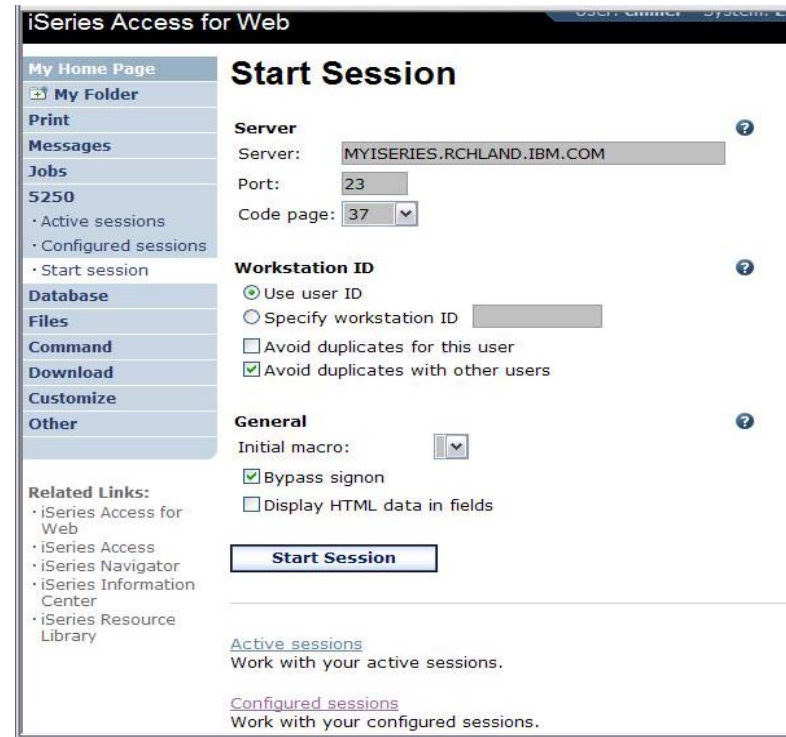 iSeries Access for Web
My Home Page
My Folder
Print
Messages
Jobs
5250
· Active sessions
· Configured sessions
· Start session
Database
Files
Command
Download
Customize
Other
Related Links:
· iSeries Access for
Web
· iSeries Access
· iSeries Navigator
· iSeries Information
Center
· iSeries Resource
Library
Start Session
Server
Server: MYISERIES.RCHLAND.IBM.COM
Port: 23
Code page: 37
Workstation ID
Use user ID
Specify workstation ID
Avoid duplicates for this user
Avoid duplicates with other users
General
Initial macro:
Bypass signon
Display HTML data in fields
Start Session
Active sessions
Work with your active sessions.
Configured sessions
Work with your configured sessions.